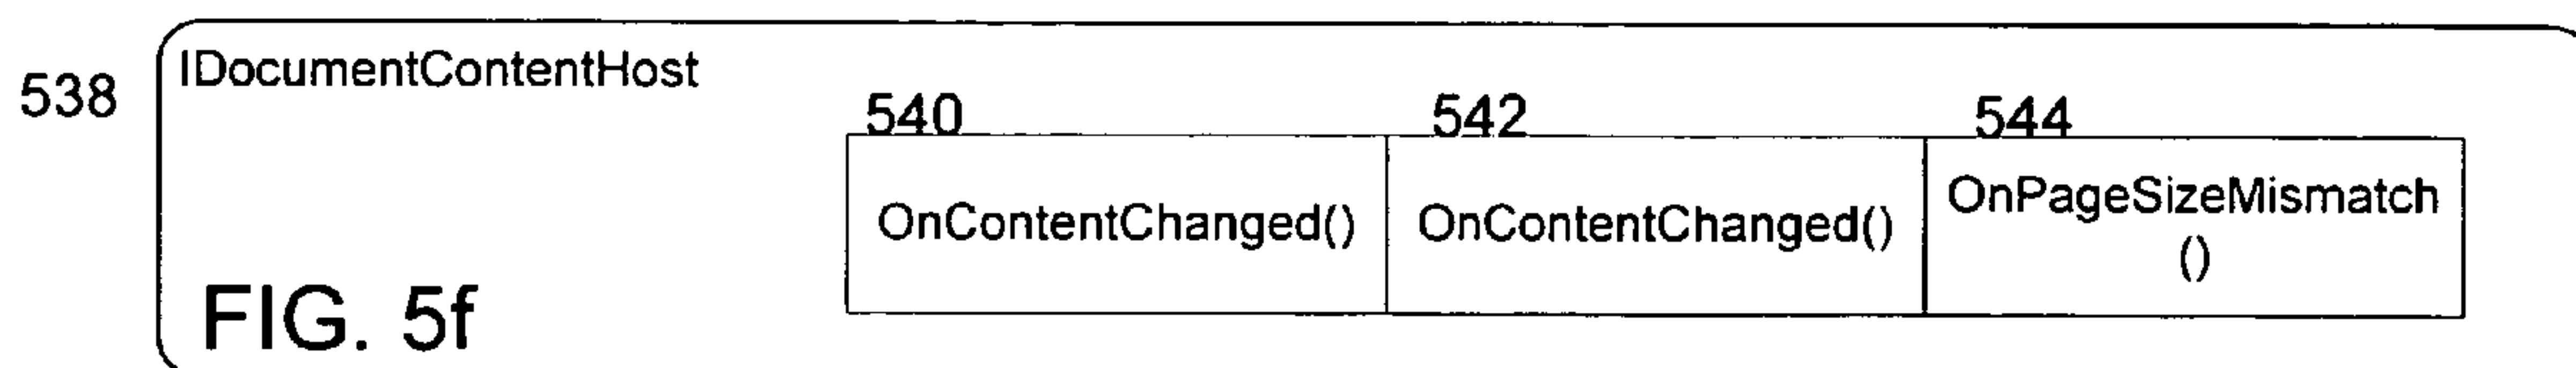 IDocumentContentHost
538
540 542 544
OnContentChanged() OnContentChanged() OnPageSizeMismatch
()
FIG. 5f